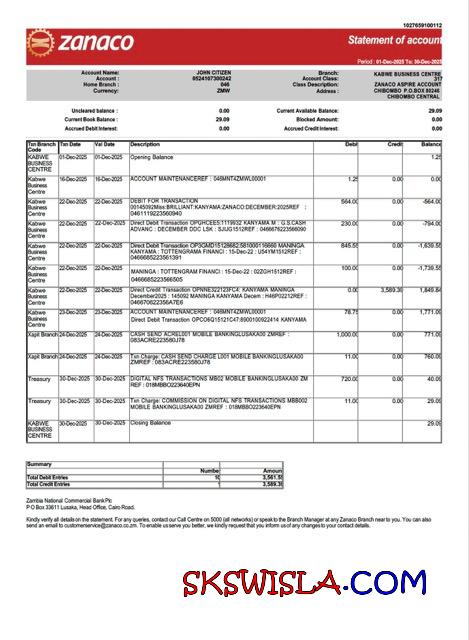 1027659100112
zanaco
Statement of account
Period : 01-Dec-2025 To: 30-Dec-2025
Account Name: JOHN CITIZEN Branch: KABWE BUSINESS CENTRE
Account : 0524107300242 Account Class: 317
Home Branch : 046 Class Description: ZANACO ASPIRE ACCOUNT
Currency: ZMW Address : CHIBOMBO P.O.BOX 80246
CHIBOMBO CENTRAL
Uncleared balance : 0.00 Current Available Balance: 29.09
Current Book Balance : 29.09 Blocked Amount: 0.00
Accrued Debit Interest: 0.00 Accrued Credit Interest: 0.00
Txn Branch Code Txn Date Val Date Description Debit Credit Balance
KABWE BUSINESS CENTRE 01-Dec-2025 01-Dec-2025 Opening Balance 1.25
Kabwe Business Centre 16-Dec-2025 16-Dec-2025 ACCOUNT MAINTENANCEREF : 046MNT4ZMWL00001 1.25 0.00 0.00
Kabwe Business Centre 22-Dec-2025 22-Dec-2025 DEBIT FOR TRANSACTION 00145092Miss:BRILLIANT:KANYAMA:ZANACO:DECEMBER:2025REF : 0461119223560940 564.00 0.00 -564.00
Kabwe Business Centre 22-Dec-2025 22-Dec-2025 Direct Debit Transaction OPGHCEE5:1119932 KANYAMA M : G.S.CASH ADVANC : DECEMBER DDC LSK : SJUG1512REF : 0466676223566090 230.00 0.00 -794.00
Kabwe Business Centre 22-Dec-2025 22-Dec-2025 Direct Debit Transaction OP3GMD15128682:581000119660 MANINGA KANYAMA : TOTTENGRAMA FINANCI : 15-Dec-22 : U54YM1512REF : 0466685223561391 845.55 0.00 -1,639.55
Kabwe Business Centre 22-Dec-2025 22-Dec-2025 MANINGA : TOTTENGRAM FINANCI : 15-Dec-22 : 02ZGH1512REF : 0466685223566505 100.00 0.00 -1,739.55
Kabwe Business Centre 22-Dec-2025 22-Dec-2025 Direct Credit Transaction OPNNE322123FC4: KANYAMA MANINGA December2025 : 145092 MANINGA KANYAMA Decem : H46P02212REF : 046670622356A7E6 0.00 3,589.39 1,849.84
Kabwe Business Centre 23-Dec-2025 23-Dec-2025 ACCOUNT MAINTENANCEREF : 046MNT4ZMWL00001 Direct Debit Transaction OPCO6Q15121C47:8900100922414 KANYOM 78.75 0.00 1,771.09
Xapit Branch 24-Dec-2025 24-Dec-2025 CASH SEND ACREL001 MOBILE BANKINGLUSAKA00 ZMREF : 083ACRE223580J78 1,000.00 0.00 771.09
Xapit Branch 24-Dec-2025 24-Dec-2025 Txn Charge: CASH SEND CHARGE L001 MOBILE BANKINGLUSAKA00 ZMREF : 083ACRE223580J78 11.00 0.00 760.09
Treasury 30-Dec-2025 30-Dec-2025 DIGITAL NFS TRANSACTIONS MB02 MOBILE BANKINGLUSAKA00 ZM REF : 018MBBO223640EPN 720.00 0.00 40.09
Treasury 30-Dec-2025 30-Dec-2025 Txn Charge: COMMISSION ON DIGITAL NFS TRANSACTIONS MBB002 MOBILE BANKINGLUSAKA00 ZMREF : 018MBBO223640EPN 11.00 0.00 29.09
KABWE BUSINESS CENTRE 30-Dec-2025 30-Dec-2025 Closing Balance 29.09
Summary
Number Amount
Total Debit Entries 10 3,561.55
Total Credit Entries 1 3,589.39
Zambia National Commercial Bank Plc
P O Box 33611 Lusaka, Head Office, Cairo Road.
Kindly verify all details on the statement. For any queries, contact our Call Centre on 5000 (all networks) or speak to the Branch Manager at any Zanaco Branch near to you. You can also
send an email to customerservice@zanaco.co.zm. To enable us serve you better, we kindly request that you inform us of any changes to your contact details.
SKSWISLA.COM